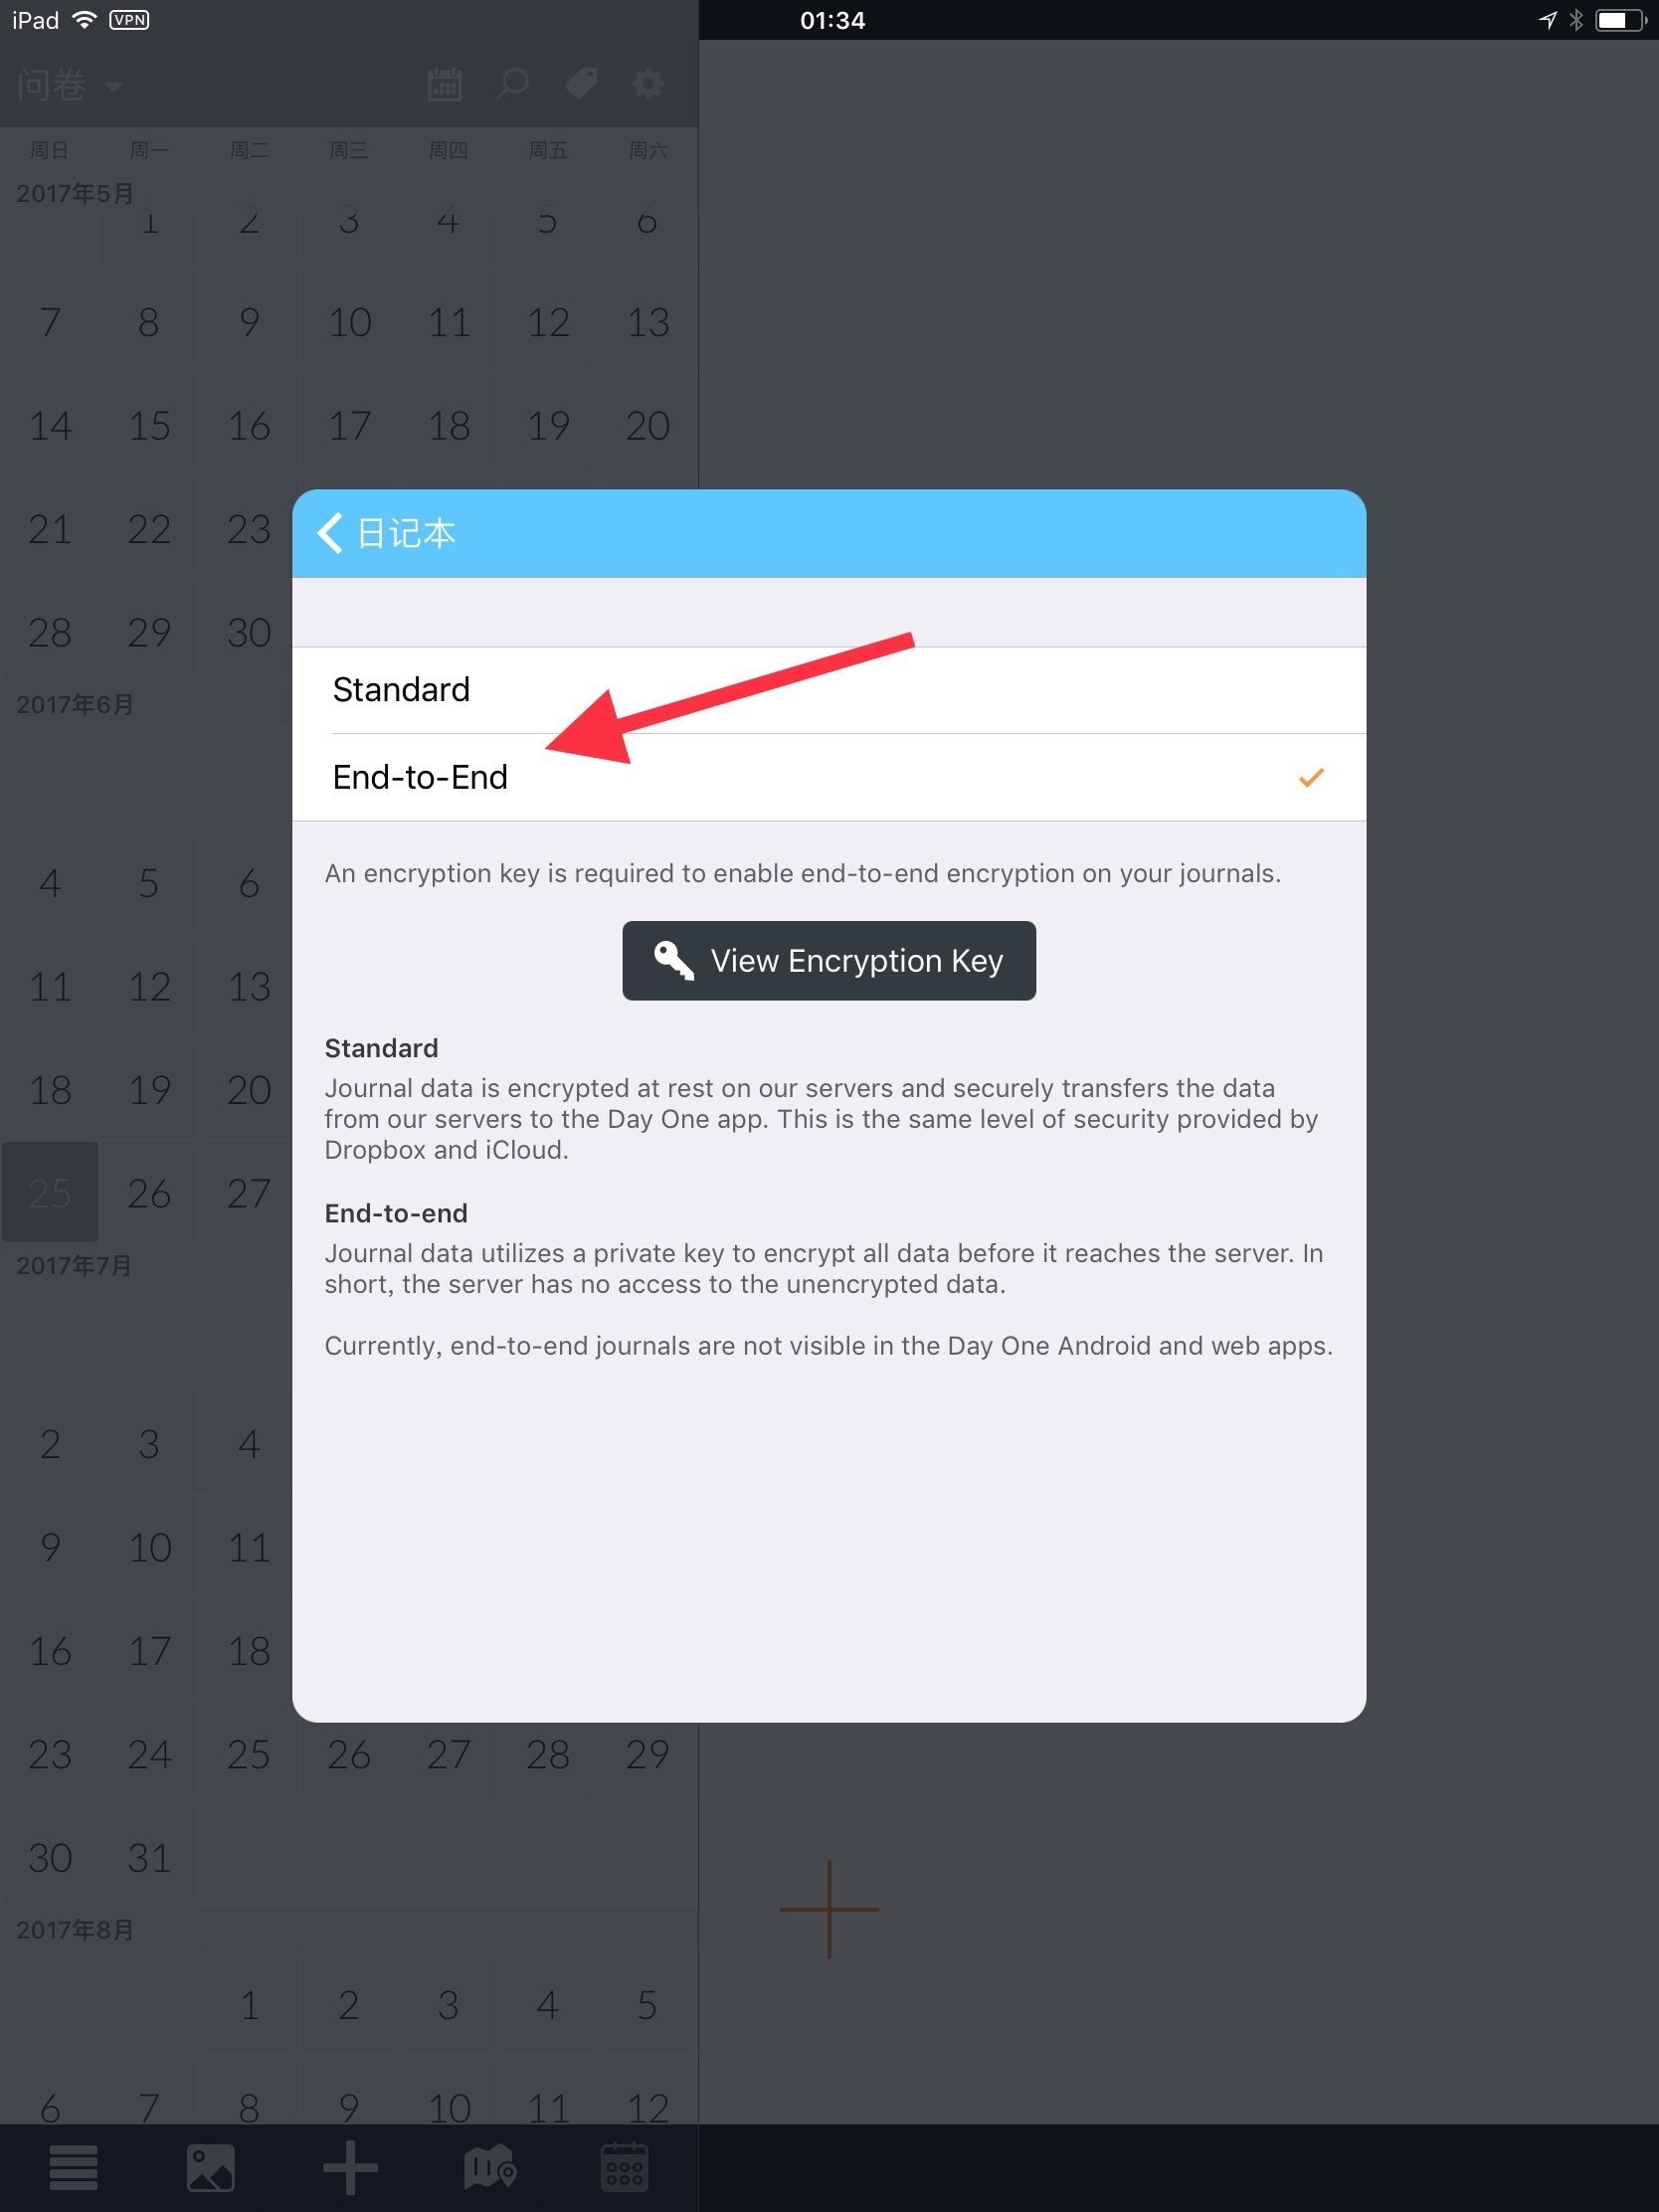 iPad VPN 01:34
问卷
周日 周一 周二 周三 周四 周五 周六
2017年5月
1 2 3 4 5 6
7 8 9 10 11 12 13
14 15 16 17 18 19 20
21 22 23
28 29 30
2017年6月
4 5 6
11 12 13
18 19 20
25 26 27
2017年7月
2 3 4
9 10 11
16 17 18
23 24 25 26 27 28 29
30 31
2017年8月
1 2 3 4 5
6 7 8 9 10 11 12
日记本
Standard
End-to-End
An encryption key is required to enable end-to-end encryption on your journals.
View Encryption Key
Standard
Journal data is encrypted at rest on our servers and securely transfers the data
from our servers to the Day One app. This is the same level of security provided by
Dropbox and iCloud.
End-to-end
Journal data utilizes a private key to encrypt all data before it reaches the server. In
short, the server has no access to the unencrypted data.
Currently, end-to-end journals are not visible in the Day One Android and web apps.